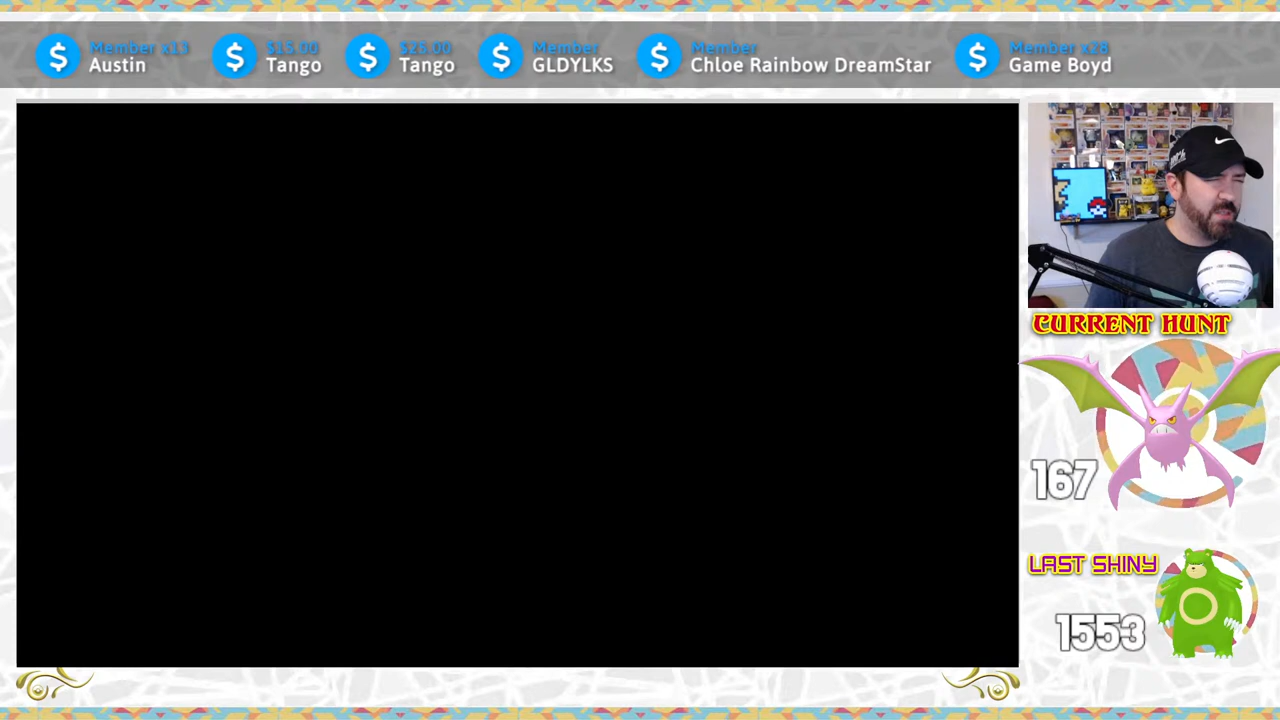 Member x13
Austin
$15.00
Tango
$25.00
Tango
Member
GLDYLKS
Member
Chloe Rainbow DreamStar
Member x28
Game Boyd
CURRENT HUNT
167
LAST SHINY
1553